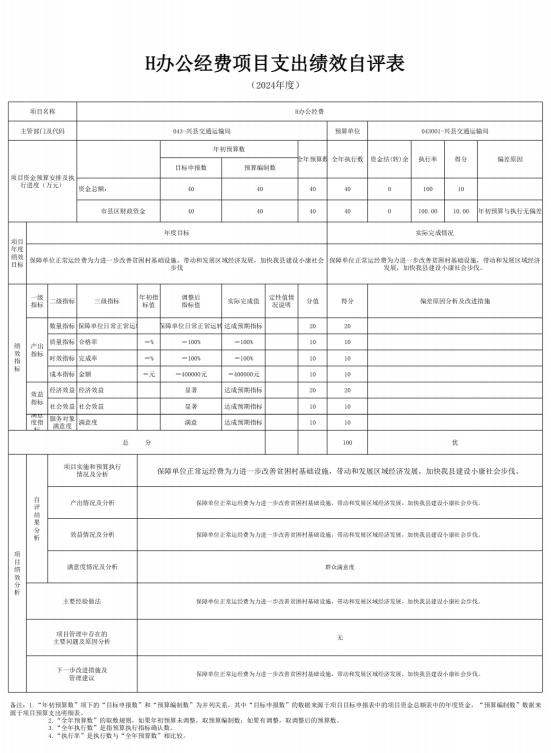 H办公经费项目支出绩效自评表
（2024年度）
项目名称 H办公经费
主管部门及代码 043-兴县交通运输局 预算单位 043001-兴县交通运输局
项目资金预算安排及执行进度（万元） 年初预算数 全年预算数 全年执行数 资金结(转)余 执行率 得分 偏差原因
目标申报数 预算编制数
资金总额： 40 40 40 40 0 100 10
市县区财政资金 40 40 40 40 0 100.00 10.00 年初预算与执行无偏差
项目年度绩效目标 年度目标 实际完成情况
保障单位正常运经费为力进一步改善贫困村基础设施，带动和发展区域经济发展，加快我县建设小康社会步伐 保障单位正常运经费为力进一步改善贫困村基础设施，带动和发展区域经济发展，加快我县建设小康社会步伐。
绩效指标 一级指标 二级指标 三级指标 年初指标值 调整后指标值 实际完成值 定性值情况说明 分值 得分 偏差原因分析及改进措施
产出指标 数量指标 保障单位日常正常运 保障单位日常正常运转 达成预期指标 20 20
质量指标 合格率 =% =100% =100% 10 10
时效指标 完成率 =% =100% =100% 10 10
成本指标 金额 =元 =400000元 =400000元 10 10
效益指标 经济效益 经济效益 显著 达成预期指标 20 20
社会效益 社会效益 显著 达成预期指标 10 10
满意度指标 服务对象满意度 满意度 满意 达成预期指标 10 10
总 分 100 优
项目绩效分析 自评结果分析 项目实施和预算执行情况及分析 保障单位正常运经费为力进一步改善贫困村基础设施，带动和发展区域经济发展，加快我县建设小康社会步伐。
产出情况及分析 保障单位正常运经费为力进一步改善贫困村基础设施，带动和发展区域经济发展，加快我县建设小康社会步伐。
效益情况及分析 保障单位正常运经费为力进一步改善贫困村基础设施，带动和发展区域经济发展，加快我县建设小康社会步伐。
满意度情况及分析 群众满意度
主要经验做法 保障单位正常运经费为力进一步改善贫困村基础设施，带动和发展区域经济发展，加快我县建设小康社会步伐。
项目管理中存在的主要问题及原因分析 无
下一步改进措施及管理建议 保障单位正常运经费为力进一步改善贫困村基础设施，带动和发展区域经济发展，加快我县建设小康社会步伐。
备注：1.“年初预算数”项下的“目标申报数”和“预算编制数”为并列关系，其中“目标申报数”的数据来源于项目目标申报表中的项目资金总额表中的年度资金，“预算编制数”数据来
源于项目预算支出明细表。
2.“全年预算数”的取数规则，如果年初预算未调整，取预算编制数；如果有调整，取调整后的预算数。
3.“全年执行数”是指预算执行指标确认数。
4.“执行率”是执行数与“全年预算数”相比较。